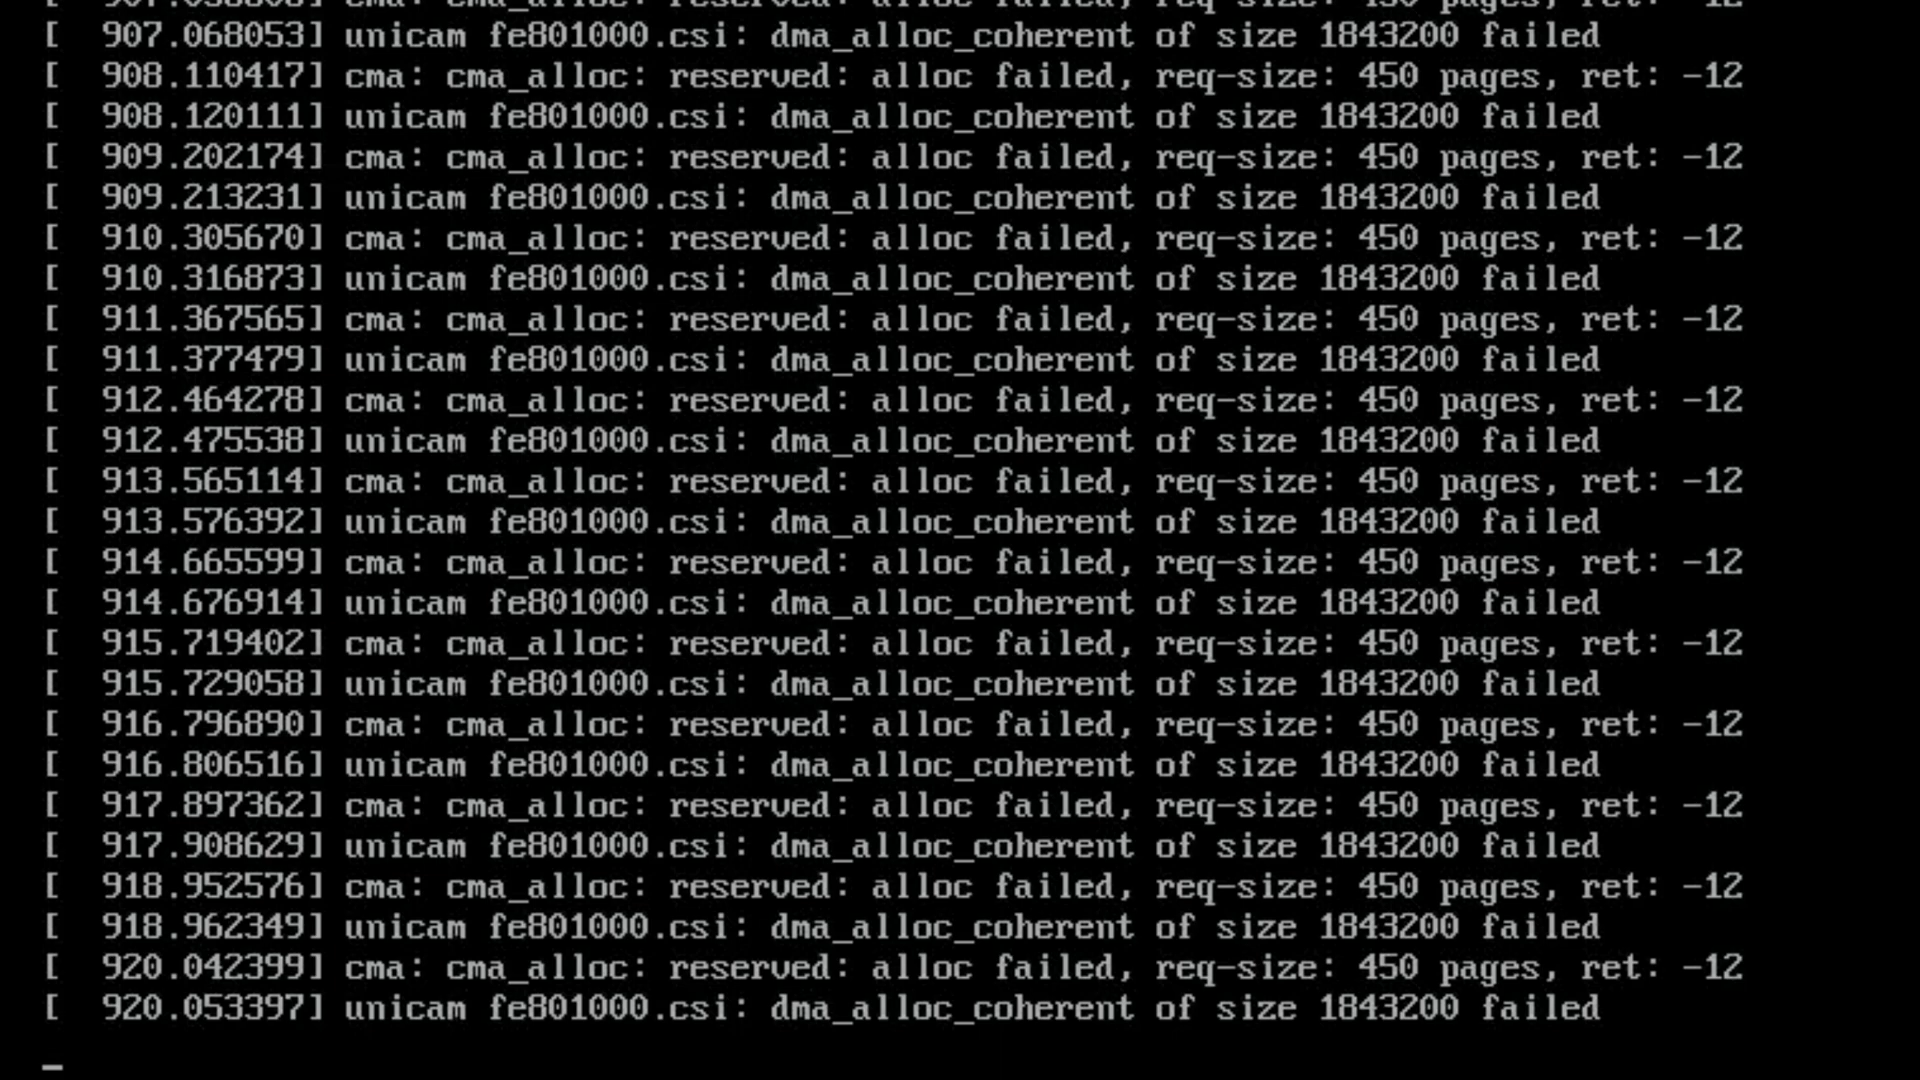 [  907.068053] unicam fe801000.csi: dma_alloc_coherent of size 1843200 failed
[  908.110417] cma: cma_alloc: reserved: alloc failed, req-size: 450 pages, ret: -12
[  908.120111] unicam fe801000.csi: dma_alloc_coherent of size 1843200 failed
[  909.202174] cma: cma_alloc: reserved: alloc failed, req-size: 450 pages, ret: -12
[  909.213231] unicam fe801000.csi: dma_alloc_coherent of size 1843200 failed
[  910.305670] cma: cma_alloc: reserved: alloc failed, req-size: 450 pages, ret: -12
[  910.316873] unicam fe801000.csi: dma_alloc_coherent of size 1843200 failed
[  911.367565] cma: cma_alloc: reserved: alloc failed, req-size: 450 pages, ret: -12
[  911.377479] unicam fe801000.csi: dma_alloc_coherent of size 1843200 failed
[  912.464278] cma: cma_alloc: reserved: alloc failed, req-size: 450 pages, ret: -12
[  912.475538] unicam fe801000.csi: dma_alloc_coherent of size 1843200 failed
[  913.565114] cma: cma_alloc: reserved: alloc failed, req-size: 450 pages, ret: -12
[  913.576392] unicam fe801000.csi: dma_alloc_coherent of size 1843200 failed
[  914.665599] cma: cma_alloc: reserved: alloc failed, req-size: 450 pages, ret: -12
[  914.676914] unicam fe801000.csi: dma_alloc_coherent of size 1843200 failed
[  915.719402] cma: cma_alloc: reserved: alloc failed, req-size: 450 pages, ret: -12
[  915.729058] unicam fe801000.csi: dma_alloc_coherent of size 1843200 failed
[  916.796890] cma: cma_alloc: reserved: alloc failed, req-size: 450 pages, ret: -12
[  916.806516] unicam fe801000.csi: dma_alloc_coherent of size 1843200 failed
[  917.897362] cma: cma_alloc: reserved: alloc failed, req-size: 450 pages, ret: -12
[  917.908629] unicam fe801000.csi: dma_alloc_coherent of size 1843200 failed
[  918.952576] cma: cma_alloc: reserved: alloc failed, req-size: 450 pages, ret: -12
[  918.962349] unicam fe801000.csi: dma_alloc_coherent of size 1843200 failed
[  920.042399] cma: cma_alloc: reserved: alloc failed, req-size: 450 pages, ret: -12
[  920.053397] unicam fe801000.csi: dma_alloc_coherent of size 1843200 failed